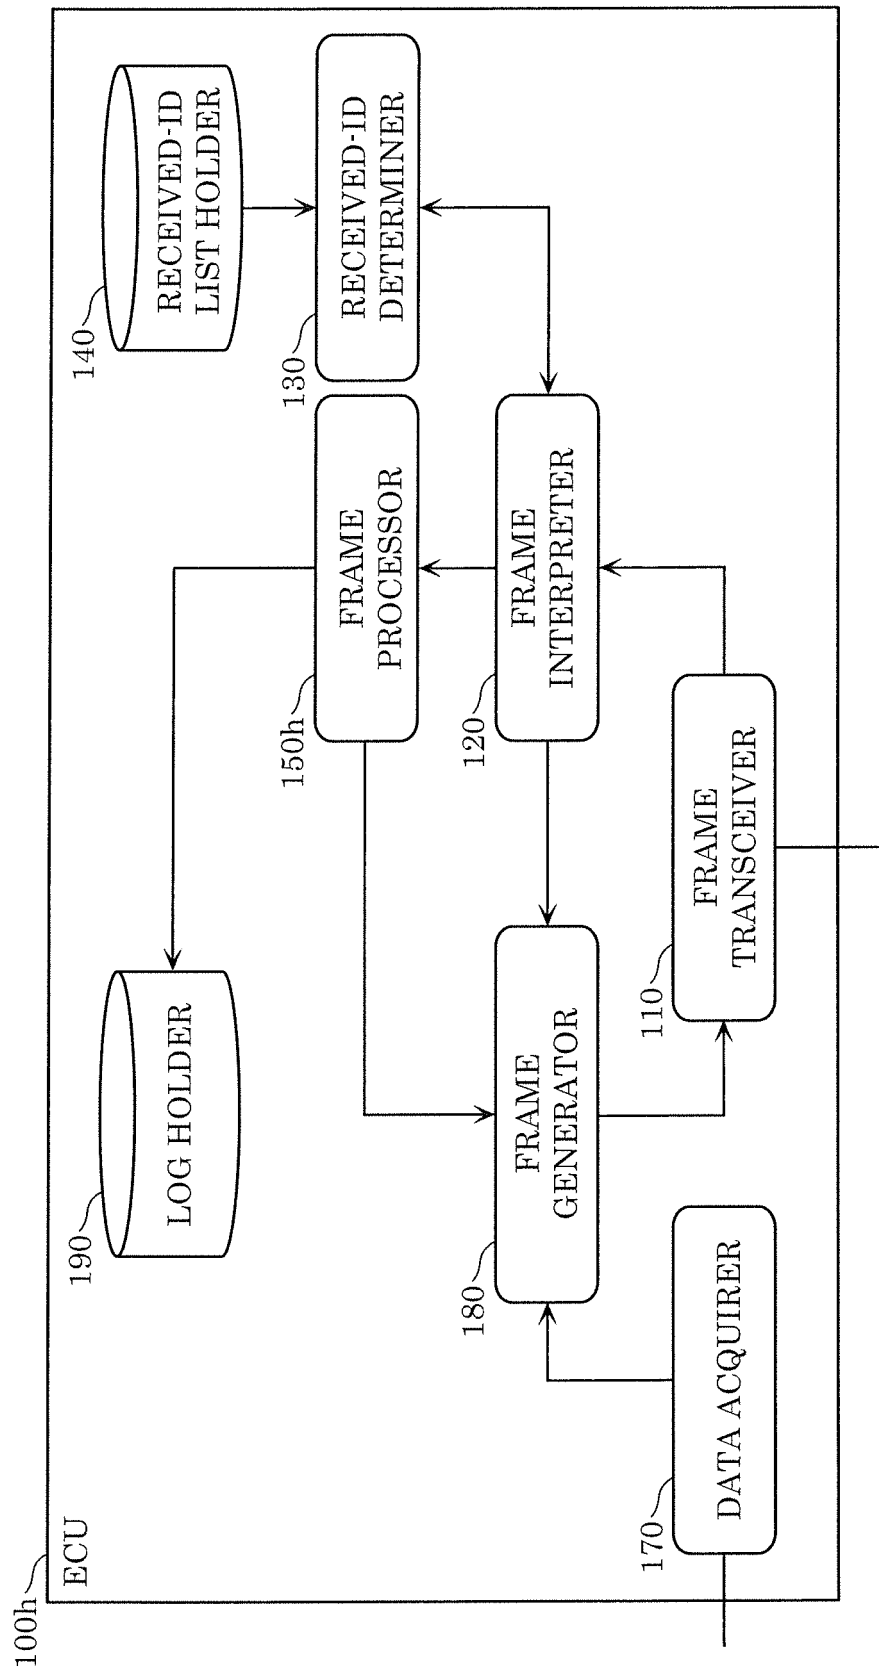 100h
ECU
190
LOG HOLDER
140
RECEIVED-ID
LIST HOLDER
150h
FRAME
PROCESSOR
130
RECEIVED-ID
DETERMINER
180
FRAME
GENERATOR
120
FRAME
INTERPRETER
170
DATA ACQUIRER
110
FRAME
TRANSCEIVER